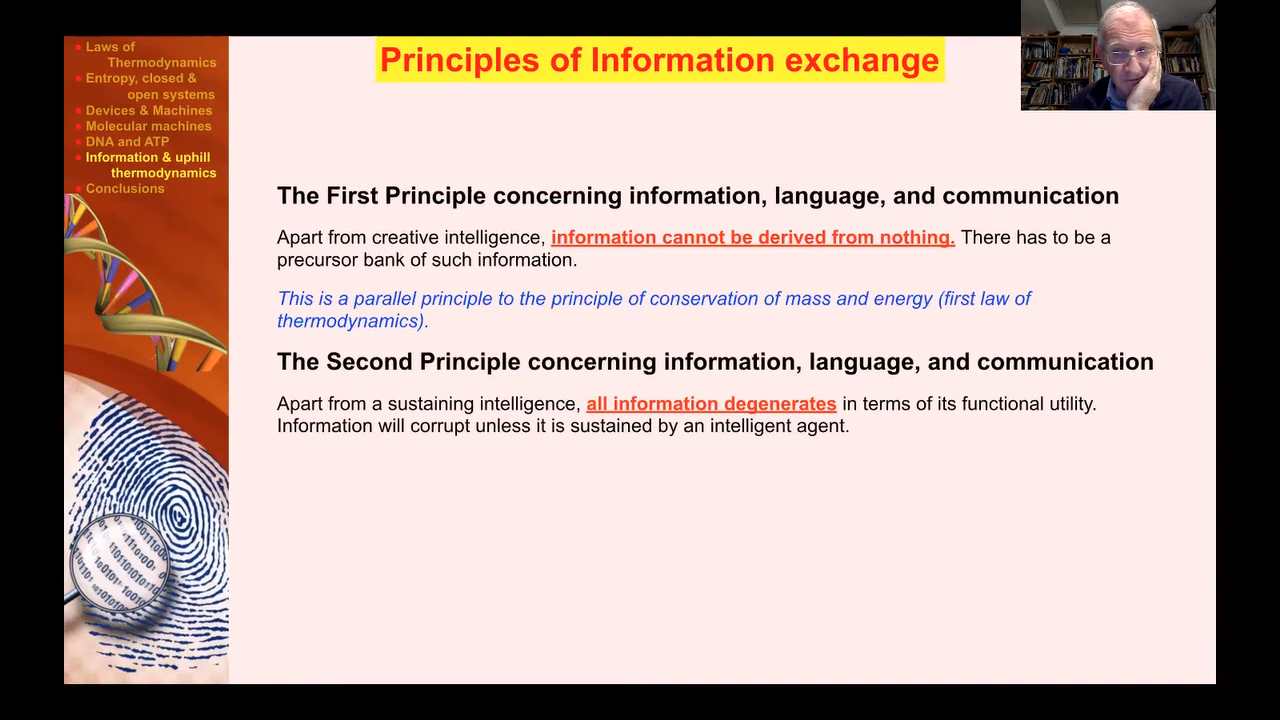 Laws of
Thermodynamics
Entropy, closed &
open systems
Devices & Machines
Molecular machines
DNA and ATP
Information & uphill
thermodynamics
Conclusions
Principles of Information exchange
The First Principle concerning information, language, and communication
Apart from creative intelligence, information cannot be derived from nothing. There has to be a
precursor bank of such information.
This is a parallel principle to the principle of conservation of mass and energy (first law of
thermodynamics).
The Second Principle concerning information, language, and communication
Apart from a sustaining intelligence, all information degenerates in terms of its functional utility.
Information will corrupt unless it is sustained by an intelligent agent.